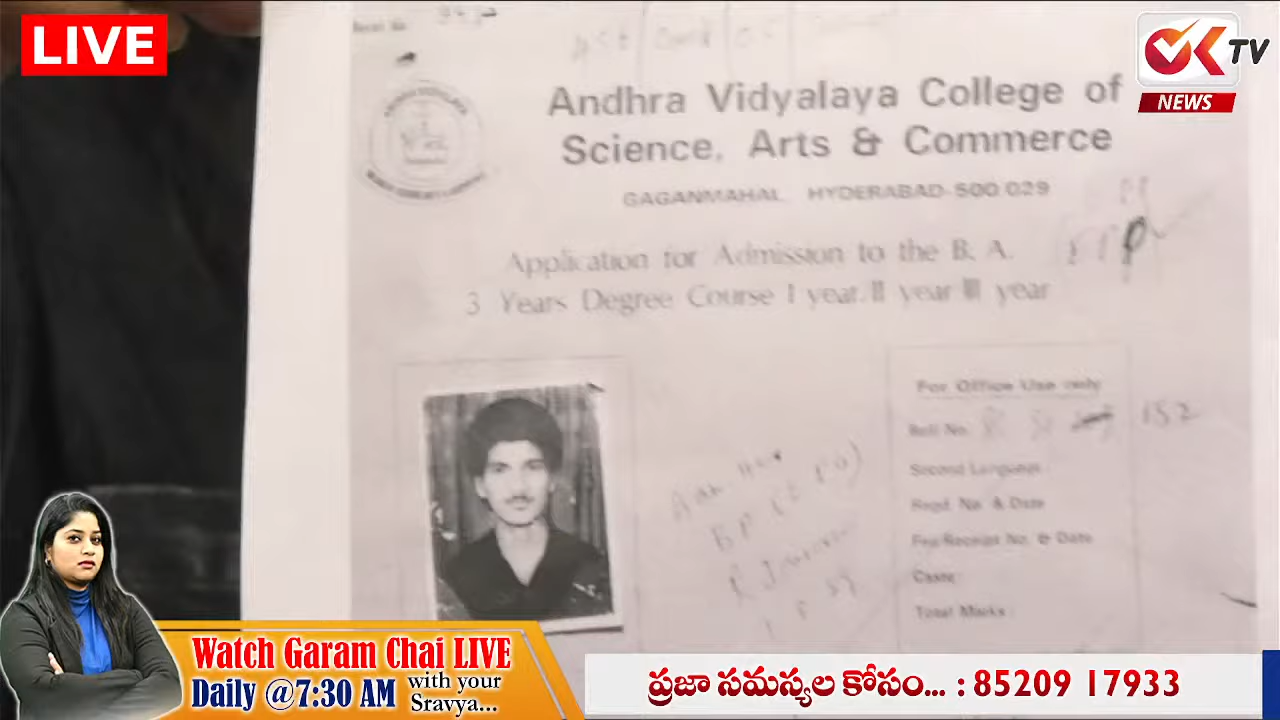 LIVE
OK TV
NEWS
Andhra Vidyalaya College of
Science, Arts & Commerce
GAGANMAHAL HYDERABAD-500 029
Application for Admission to the B. A.
3 Years Degree Course I year. II year III year
For Office Use only
Roll No. 152
Second Language :
Regd. No. & Date
Fee Receipt No. & Date
Caste
Total Marks :
Watch Garam Chai LIVE
Daily @7:30 AM with your
Sravya...
ప్రజా సమస్యల కోసం... : 85209 17933